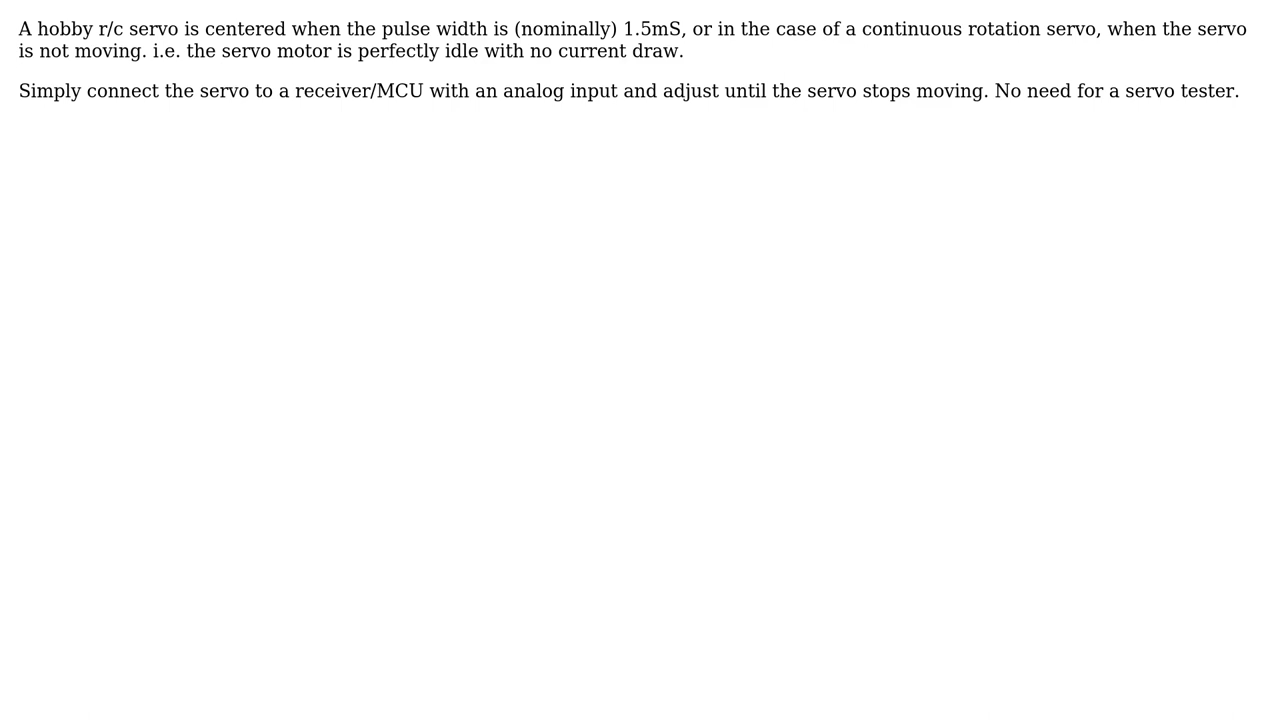 A hobby r/c servo is centered when the pulse width is (nominally) 1.5mS, or in the case of a continuous rotation servo, when the servo
is not moving. i.e. the servo motor is perfectly idle with no current draw.
Simply connect the servo to a receiver/MCU with an analog input and adjust until the servo stops moving. No need for a servo tester.